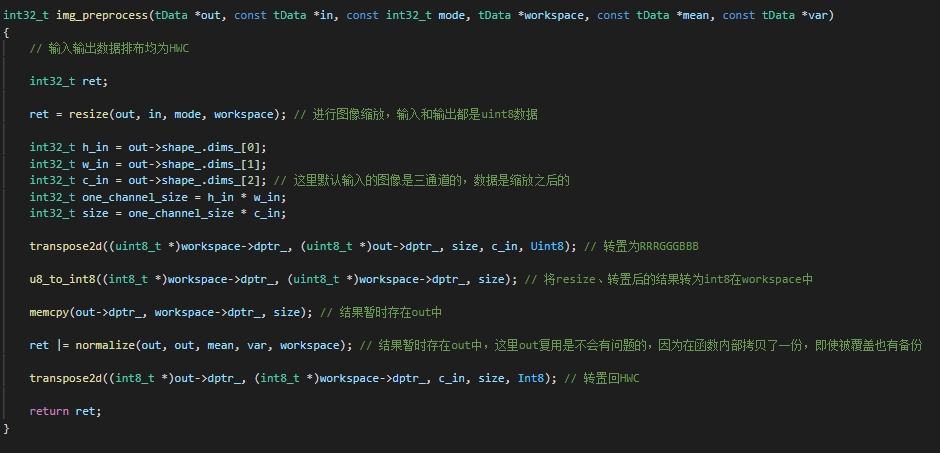 int32_t img_preprocess(tData *out, const tData *in, const int32_t mode, tData *workspace, const tData *mean, const tData *var)
{
// 输入输出数据排布均为HWC
int32_t ret;
ret = resize(out, in, mode, workspace); // 进行图像缩放，输入和输出都是uint8数据
int32_t h_in = out->shape_.dims_[0];
int32_t w_in = out->shape_.dims_[1];
int32_t c_in = out->shape_.dims_[2]; // 这里默认输入的图像是三通道的，数据是缩放之后的
int32_t one_channel_size = h_in * w_in;
int32_t size = one_channel_size * c_in;
transpose2d((uint8_t *)workspace->dptr_, (uint8_t *)out->dptr_, size, c_in, Uint8); // 转置为RRRGGGBBB
u8_to_int8((int8_t *)workspace->dptr_, (uint8_t *)workspace->dptr_, size); // 将resize、转置后的结果转为int8在workspace中
memcpy(out->dptr_, workspace->dptr_, size); // 结果暂时存在out中
ret |= normalize(out, out, mean, var, workspace); // 结果暂时存在out中，这里out复用是不会有问题的，因为在函数内部拷贝了一份，即使被覆盖也有备份
transpose2d((int8_t *)out->dptr_, (int8_t *)workspace->dptr_, c_in, size, Int8); // 转置回HWC
return ret;
}